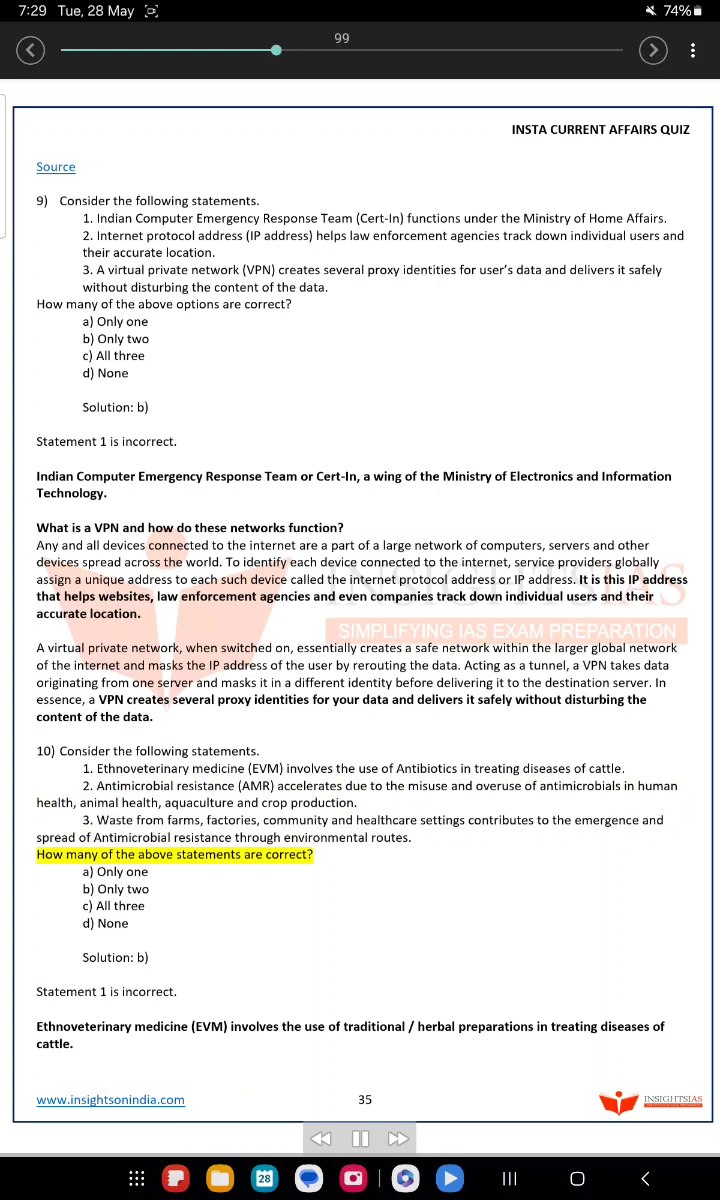 7:29 Tue, 28 May
74%
99
INSTA CURRENT AFFAIRS QUIZ
Source
9) Consider the following statements.
1. Indian Computer Emergency Response Team (Cert-In) functions under the Ministry of Home Affairs.
2. Internet protocol address (IP address) helps law enforcement agencies track down individual users and
their accurate location.
3. A virtual private network (VPN) creates several proxy identities for user's data and delivers it safely
without disturbing the content of the data.
How many of the above options are correct?
a) Only one
b) Only two
c) All three
d) None
Solution: b)
Statement 1 is incorrect.
Indian Computer Emergency Response Team or Cert-In, a wing of the Ministry of Electronics and Information
Technology.
What is a VPN and how do these networks function?
Any and all devices connected to the internet are a part of a large network of computers, servers and other
devices spread across the world. To identify each device connected to the internet, service providers globally
assign a unique address to each such device called the internet protocol address or IP address. It is this IP address
that helps websites, law enforcement agencies and even companies track down individual users and their
accurate location.
INSIGHTSIAS
SIMPLIFYING IAS EXAM PREPARATION
A virtual private network, when switched on, essentially creates a safe network within the larger global network
of the internet and masks the IP address of the user by rerouting the data. Acting as a tunnel, a VPN takes data
originating from one server and masks it in a different identity before delivering it to the destination server. In
essence, a VPN creates several proxy identities for your data and delivers it safely without disturbing the
content of the data.
10) Consider the following statements.
1. Ethnoveterinary medicine (EVM) involves the use of Antibiotics in treating diseases of cattle.
2. Antimicrobial resistance (AMR) accelerates due to the misuse and overuse of antimicrobials in human
health, animal health, aquaculture and crop production.
3. Waste from farms, factories, community and healthcare settings contributes to the emergence and
spread of Antimicrobial resistance through environmental routes.
How many of the above statements are correct?
a) Only one
b) Only two
c) All three
d) None
Solution: b)
Statement 1 is incorrect.
Ethnoveterinary medicine (EVM) involves the use of traditional / herbal preparations in treating diseases of
cattle.
www.insightsonindia.com
35
INSIGHTSIAS
28